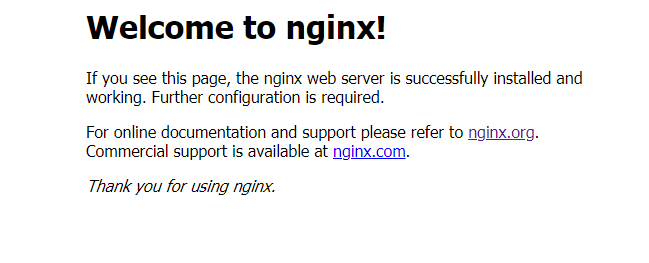 Welcome to nginx!
If you see this page, the nginx web server is successfully installed and
working. Further configuration is required.
For online documentation and support please refer to nginx.org.
Commercial support is available at nginx.com.
Thank you for using nginx.